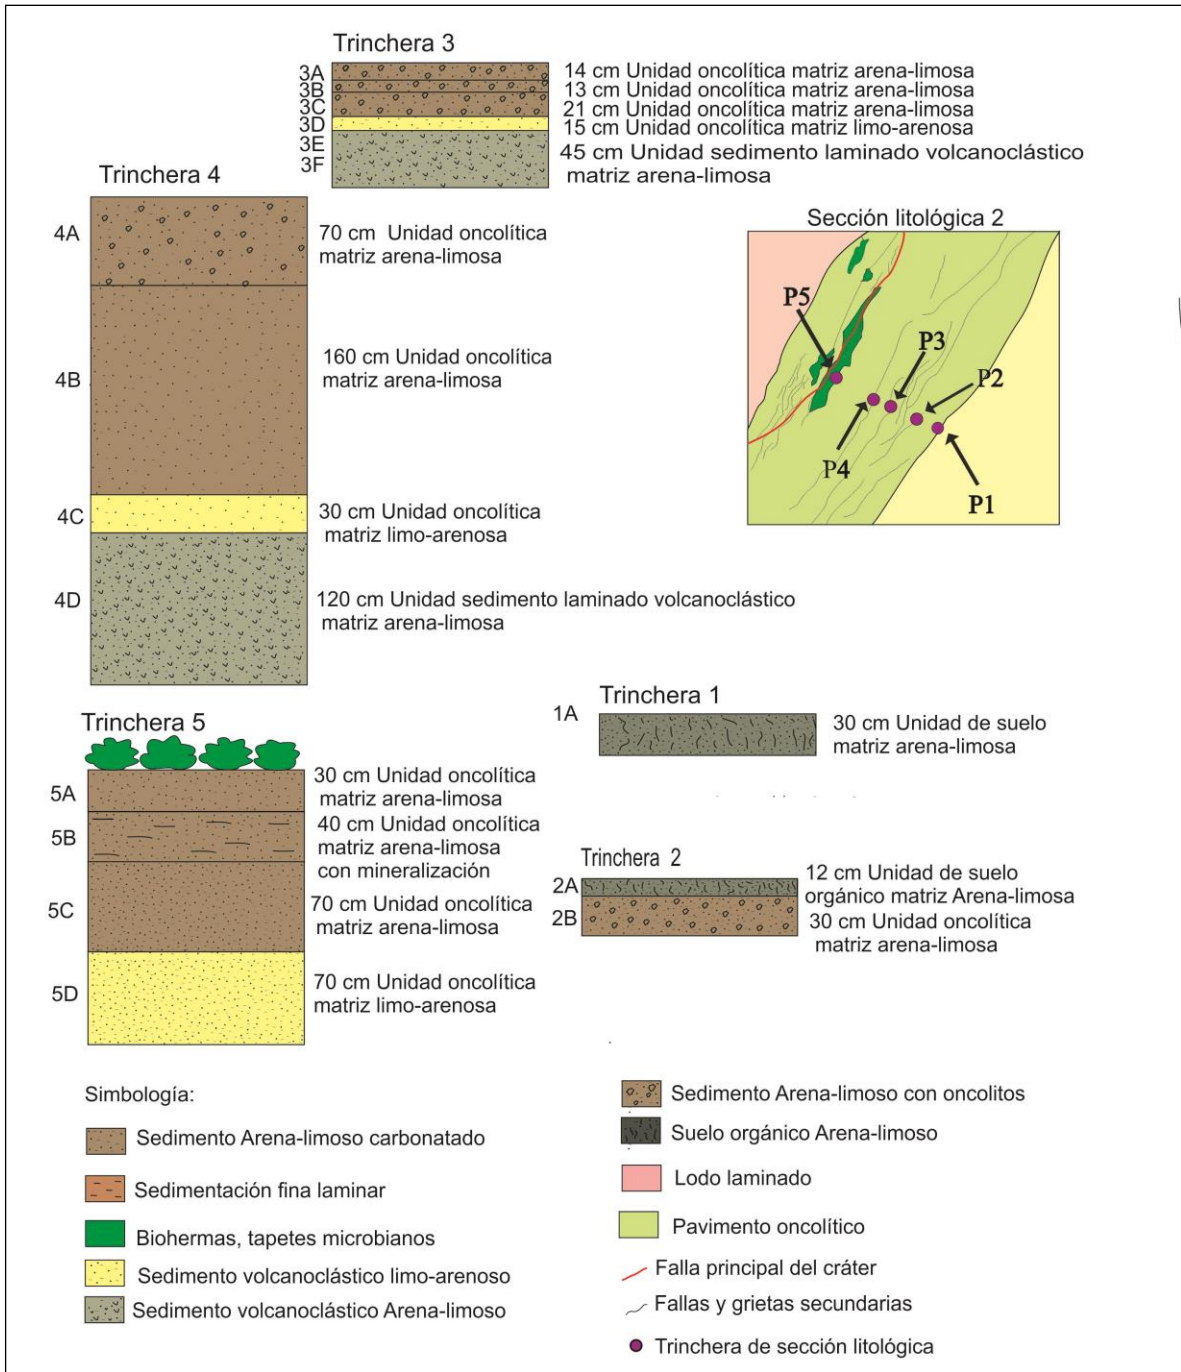 Trinchera 3
3A
3B
3C
3D
3E
3F
14 cm Unidad oncolítica matriz arena-limosa
13 cm Unidad oncolítica matriz arena-limosa
21 cm Unidad oncolítica matriz arena-limosa
15 cm Unidad oncolítica matriz limo-arenosa
45 cm Unidad sedimento laminado volcanoclástico
matriz arena-limosa
Trinchera 4
4A
70 cm Unidad oncolítica
matriz arena-limosa
4B
160 cm Unidad oncolítica
matriz arena-limosa
4C
30 cm Unidad oncolítica
matriz limo-arenosa
4D
120 cm Unidad sedimento laminado volcanoclástico
matriz arena-limosa
Sección litológica 2
P5
P3
P2
P4
P1
Trinchera 5
5A
30 cm Unidad oncolítica
matriz arena-limosa
5B
40 cm Unidad oncolítica
matriz arena-limosa
con mineralización
5C
70 cm Unidad oncolítica
matriz arena-limosa
5D
70 cm Unidad oncolítica
matriz limo-arenosa
Trinchera 1
1A
30 cm Unidad de suelo
matriz arena-limosa
Trinchera 2
2A
12 cm Unidad de suelo
orgánico matriz Arena-limosa
2B
30 cm Unidad oncolítica
matriz arena-limosa
Simbología:
Sedimento Arena-limoso carbonatado
Sedimentación fina laminar
Biohermas, tapetes microbianos
Sedimento volcanoclástico limo-arenoso
Sedimento volcanoclástico Arena-limoso
Sedimento Arena-limoso con oncolitos
Suelo orgánico Arena-limoso
Lodo laminado
Pavimento oncolítico
Falla principal del cráter
Fallas y grietas secundarias
Trinchera de sección litológica